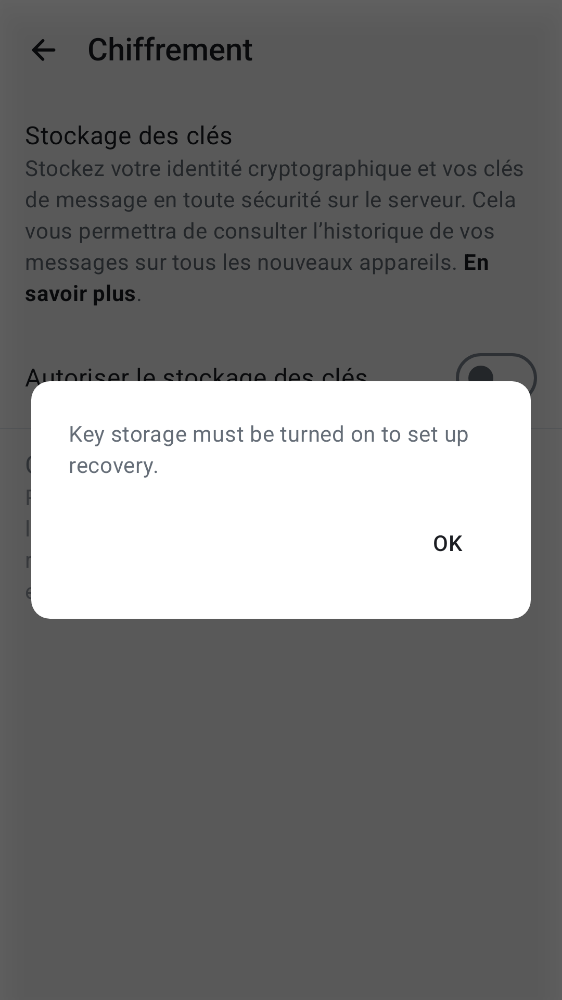 Chiffrement
Stockage des clés
Stockez votre identité cryptographique et vos clés
de message en toute sécurité sur le serveur. Cela
vous permettra de consulter l’historique de vos
messages sur tous les nouveaux appareils. En
savoir plus.
Autoriser le stockage des clés
Key storage must be turned on to set up
recovery.
OK